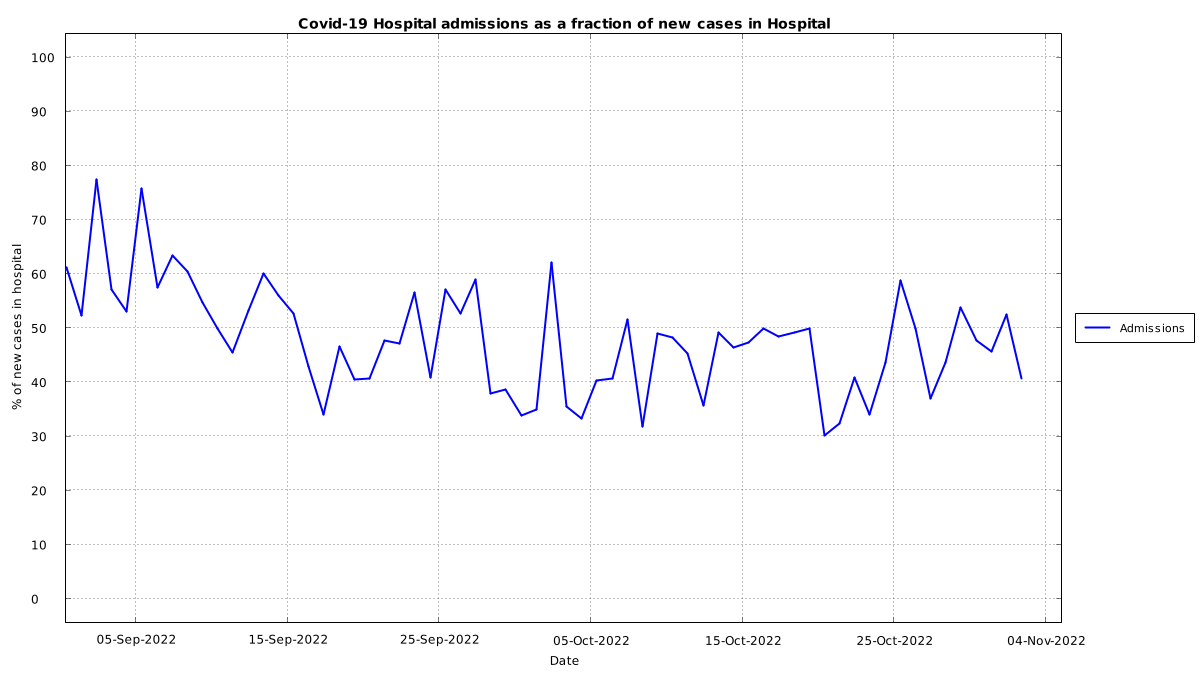 Covid-19 Hospital admissions as a fraction of new cases in Hospital
100
90
80
70
60
50
40
30
20
10
0
% of new cases in hospital
Admissions
05-Sep-2022 15-Sep-2022 25-Sep-2022 05-Oct-2022 15-Oct-2022 25-Oct-2022 04-Nov-2022
Date